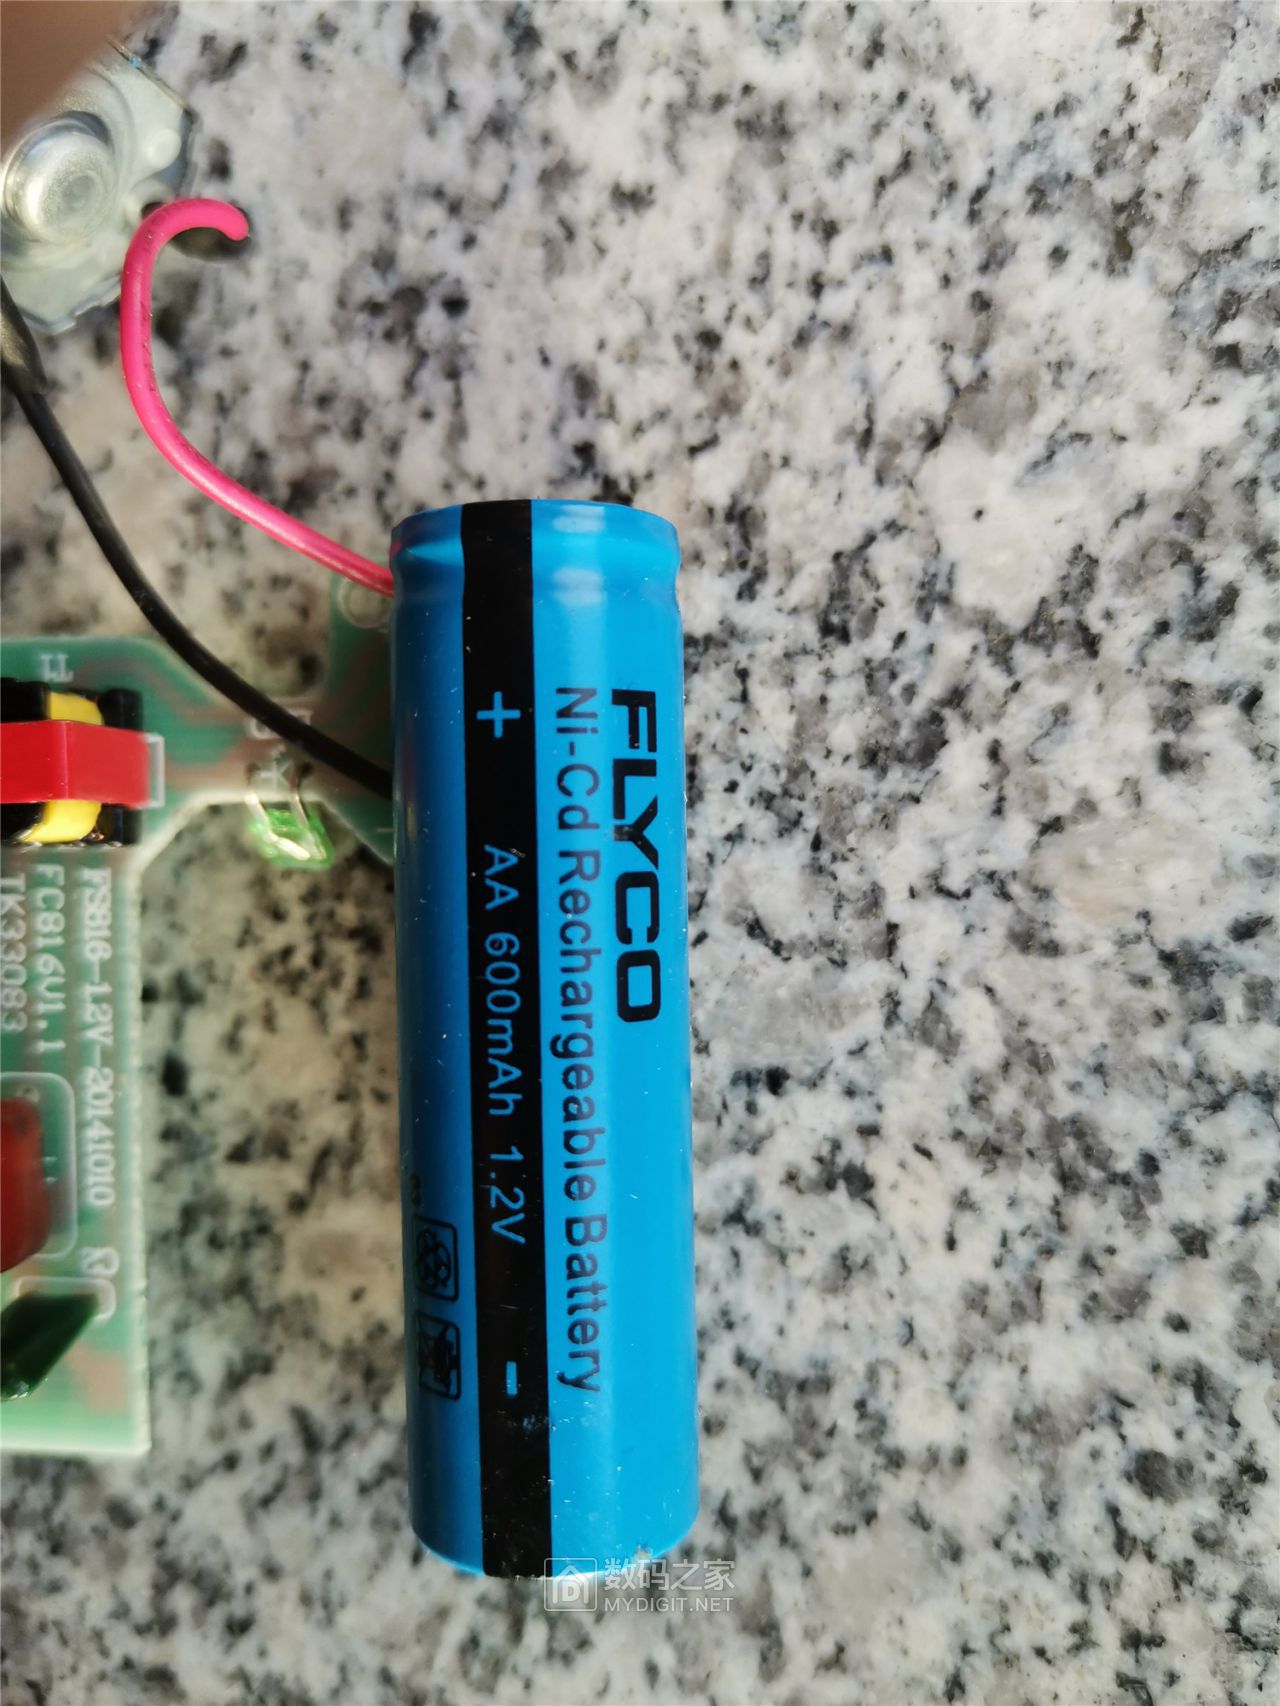 FLYCO
Ni-Cd Rechargeable Battery
+ AA 600mAh 1.2V -
T1
FS816-1.2V-20141010
FC816V1.1
TK33083
数码之家
MYDIGIT.NET